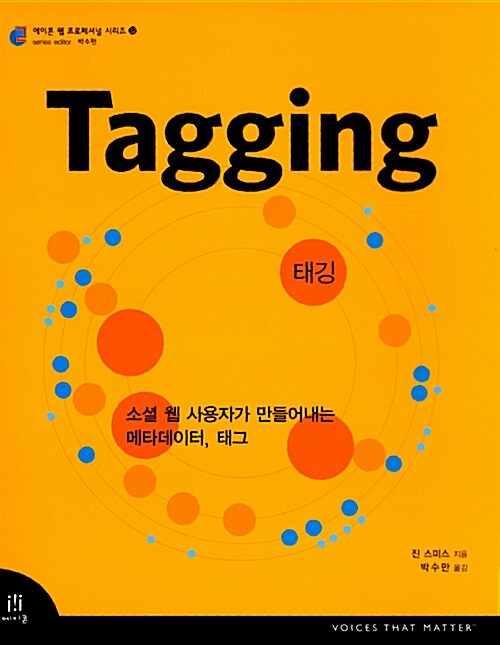 에이콘 웹 프로페셔널 시리즈
series editor 박수만
Tagging
태깅
소셜 웹 사용자가 만들어내는
메타데이터, 태그
진 스미스 지음
박수만 옮김
에이콘
VOICES THAT MATTER™